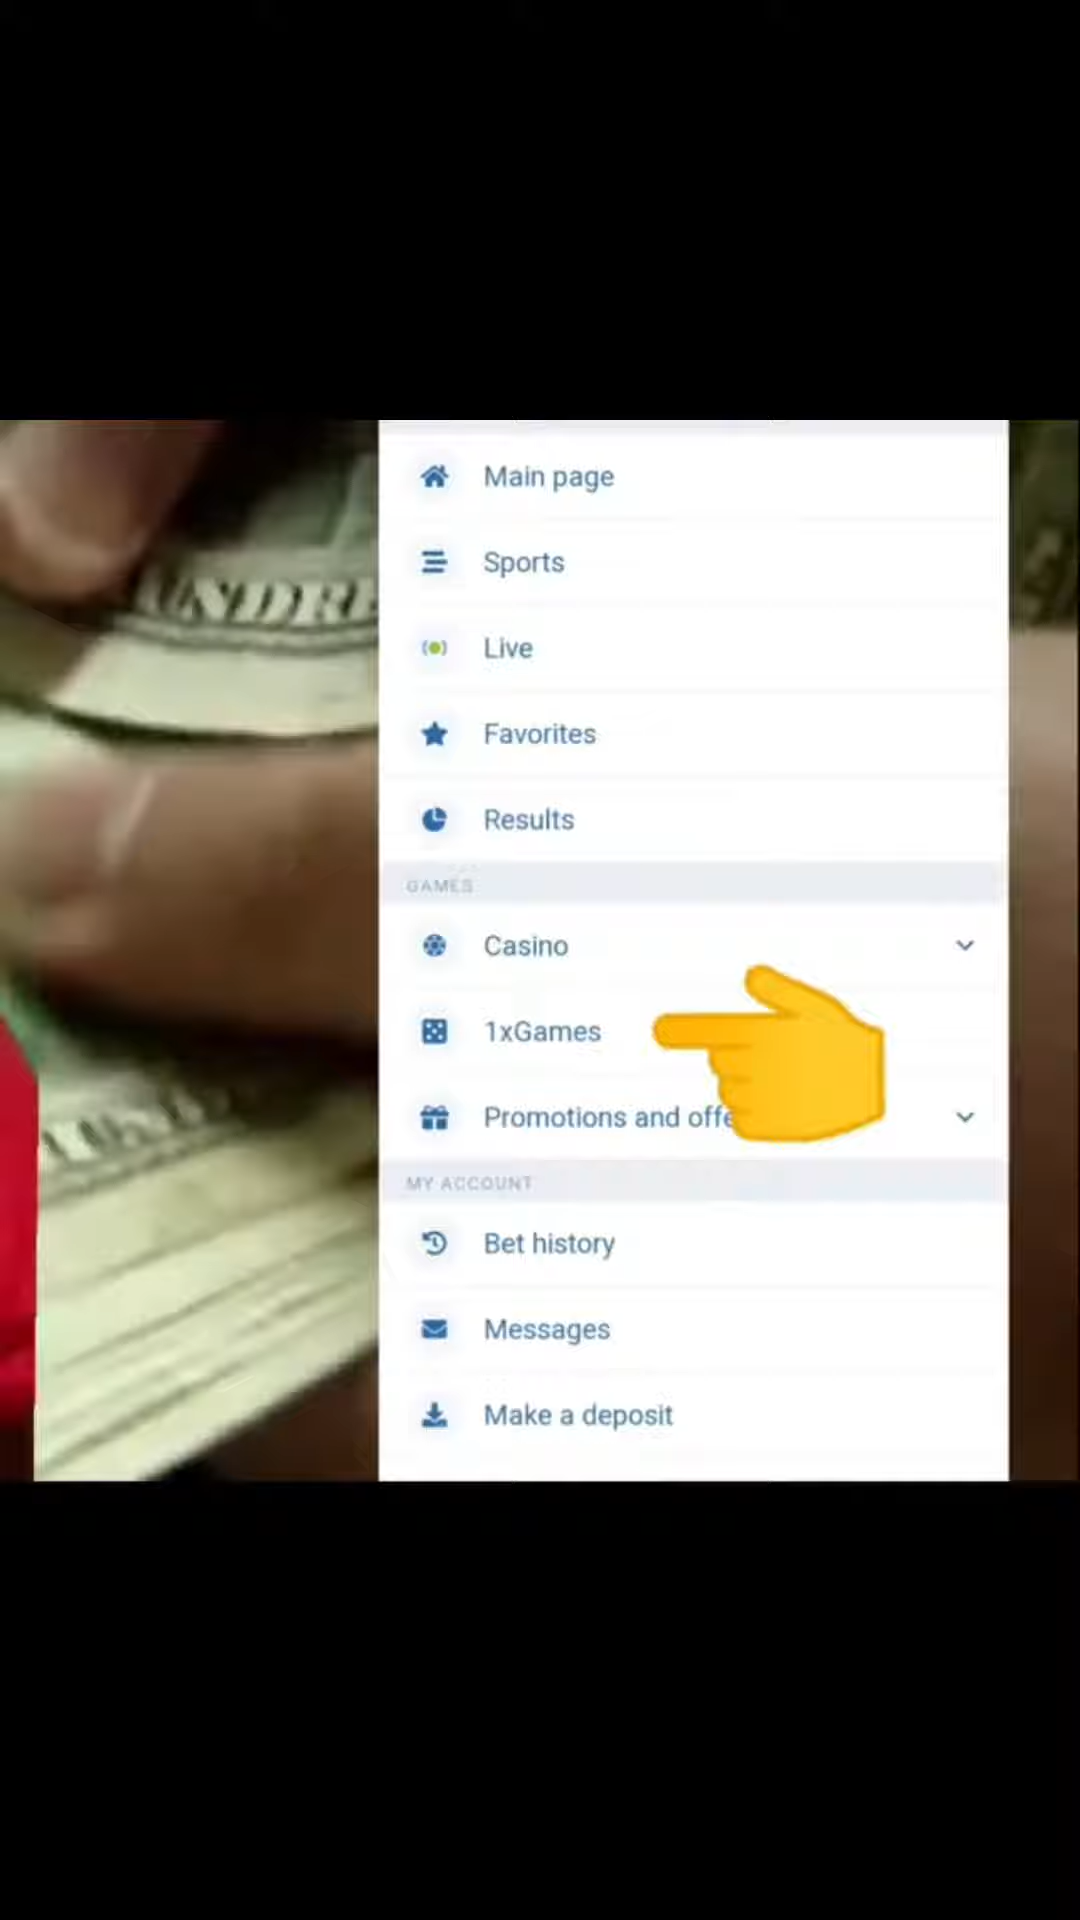 Main page
Sports
Live
Favorites
Results
GAMES
Casino
1xGames
Promotions and offe
MY ACCOUNT
Bet history
Messages
Make a deposit
UNDRE